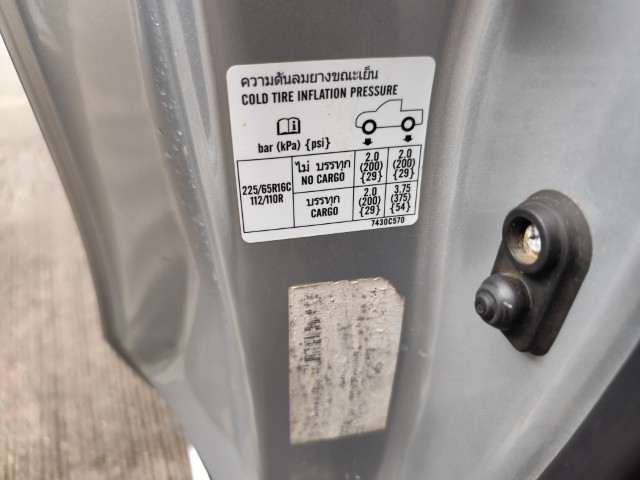 ความดันลมยางขณะเย็น
COLD TIRE INFLATION PRESSURE
bar (kPa) {psi}
225/65R16C
112/110R
ไม่ บรรทุก
NO CARGO
2.0
(200)
{29}
2.0
(200)
{29}
บรรทุก
CARGO
2.0
(200)
{29}
3.75
(375)
{54}
7430C570